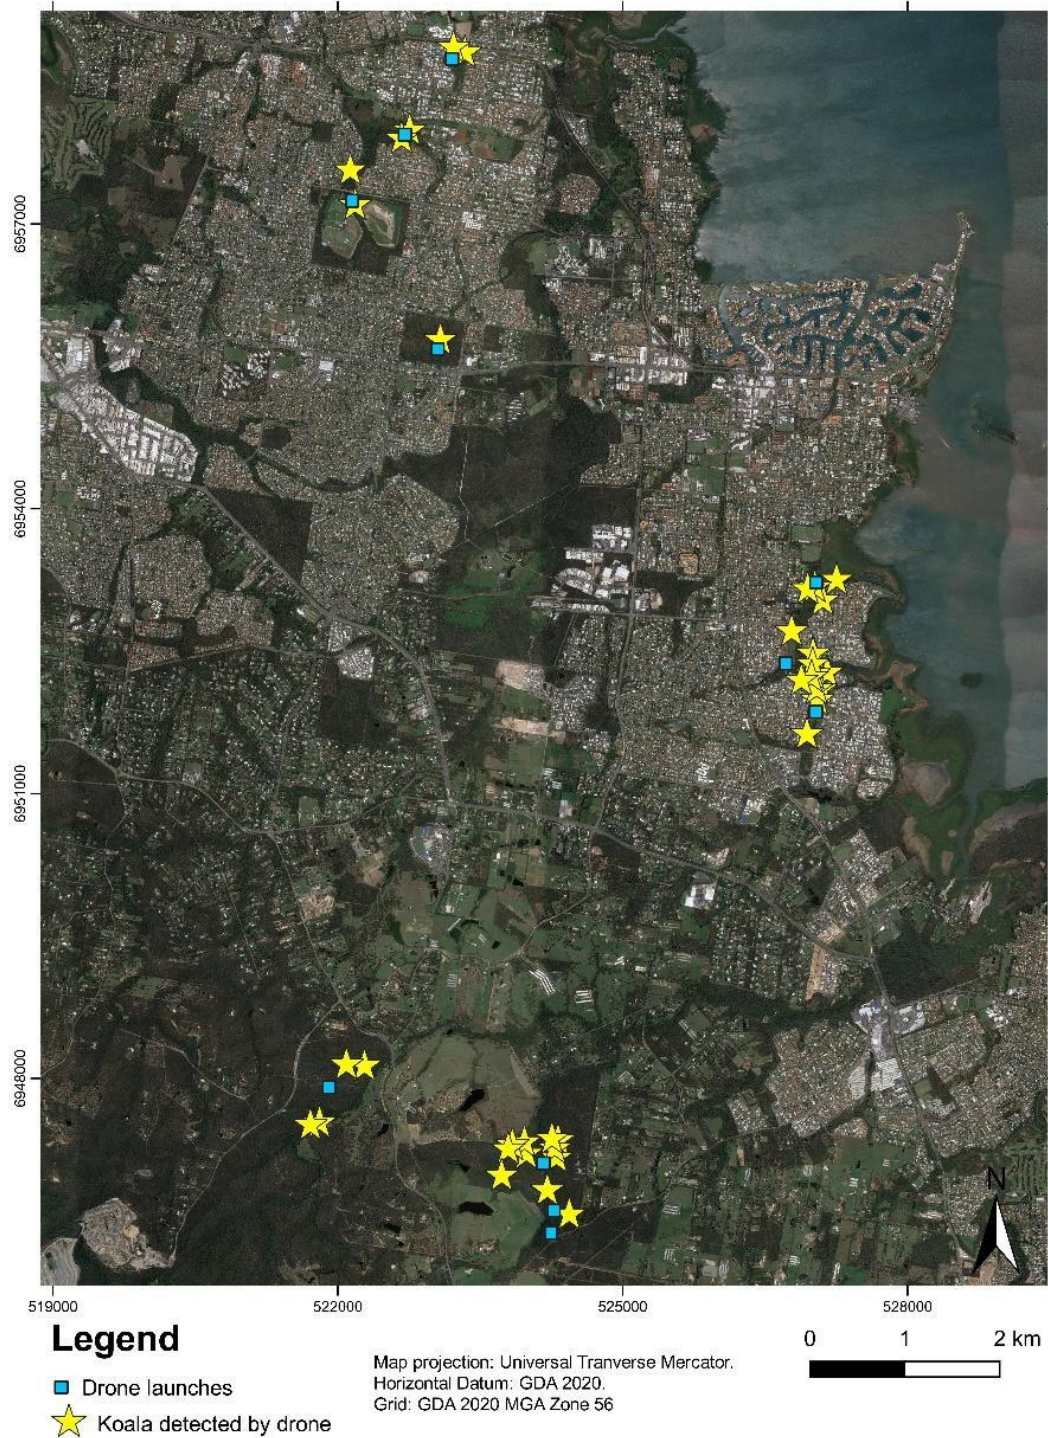 6957000
6954000
6951000
6948000
N
519000
522000
525000
528000
Legend
Drone launches
Koala detected by drone
Map projection: Universal Tranverse Mercator.
Horizontal Datum: GDA 2020.
Grid: GDA 2020 MGA Zone 56
0 1 2 km